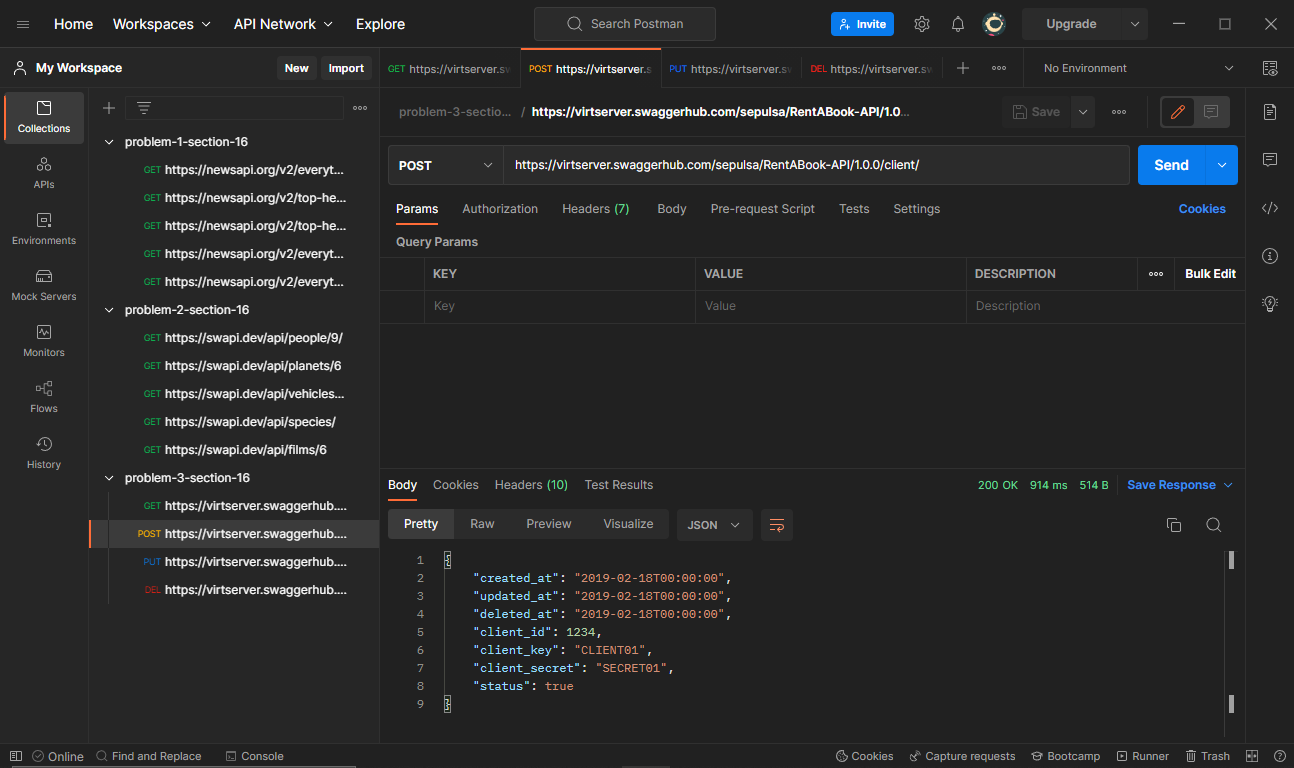 Home Workspaces API Network Explore Search Postman Invite Upgrade
My Workspace New Import
GET https://virtserver.sw POST https://virtserver.s PUT https://virtserver.sw DEL https://virtserver.sw No Environment
problem-3-sectio... / https://virtserver.swaggerhub.com/sepulsa/RentABook-API/1.0... Save
POST https://virtserver.swaggerhub.com/sepulsa/RentABook-API/1.0.0/client/ Send
Params Authorization Headers (7) Body Pre-request Script Tests Settings Cookies
Query Params
KEY VALUE DESCRIPTION Bulk Edit
Key Value Description
Collections
APIs
Environments
Mock Servers
Monitors
Flows
History
problem-1-section-16
GET https://newsapi.org/v2/everyt...
GET https://newsapi.org/v2/top-he...
GET https://newsapi.org/v2/top-he...
GET https://newsapi.org/v2/everyt...
GET https://newsapi.org/v2/everyt...
problem-2-section-16
GET https://swapi.dev/api/people/9/
GET https://swapi.dev/api/planets/6
GET https://swapi.dev/api/vehicles...
GET https://swapi.dev/api/species/
GET https://swapi.dev/api/films/6
problem-3-section-16
GET https://virtserver.swaggerhub....
POST https://virtserver.swaggerhub....
PUT https://virtserver.swaggerhub....
DEL https://virtserver.swaggerhub....
Body Cookies Headers (10) Test Results 200 OK 914 ms 514 B Save Response
Pretty Raw Preview Visualize JSON
1 {
2 "created_at": "2019-02-18T00:00:00",
3 "updated_at": "2019-02-18T00:00:00",
4 "deleted_at": "2019-02-18T00:00:00",
5 "client_id": 1234,
6 "client_key": "CLIENT01",
7 "client_secret": "SECRET01",
8 "status": true
9 }
Online Find and Replace Console Cookies Capture requests Bootcamp Runner Trash